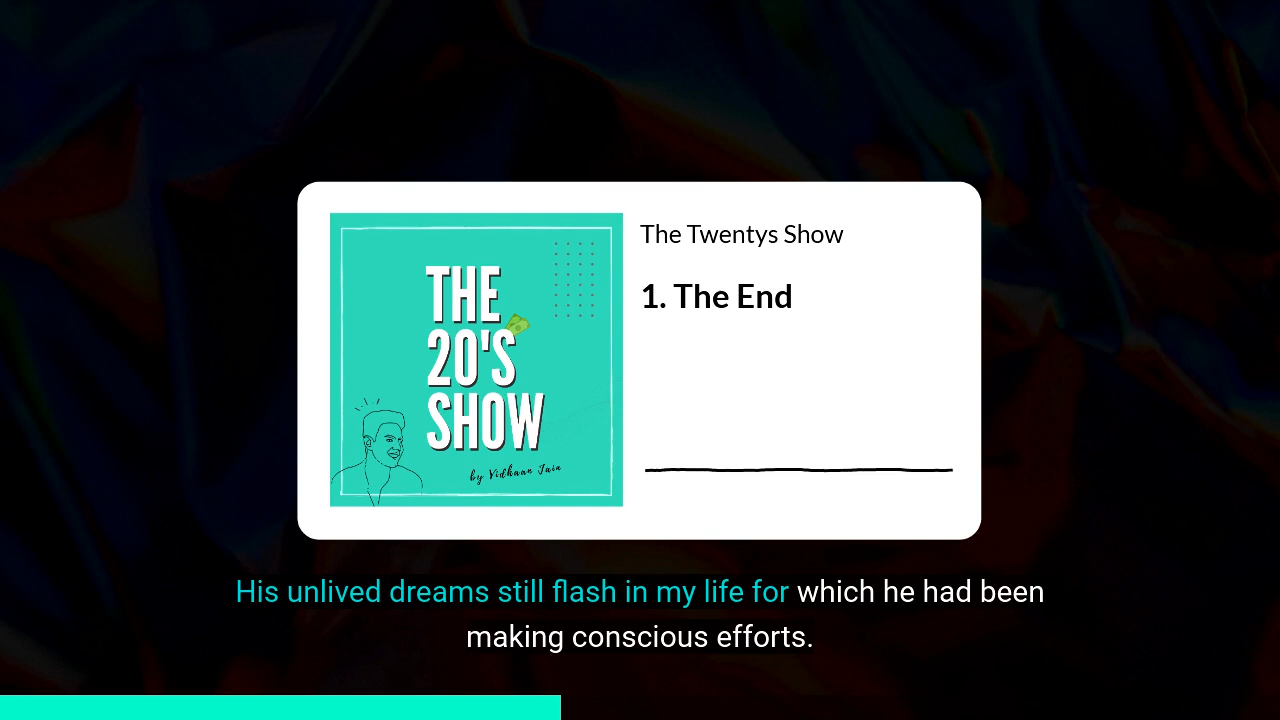 The Twentys Show
1. The End
THE
20'S
SHOW
by Vidhaan Jain
His unlived dreams still flash in my life for which he had been
making conscious efforts.